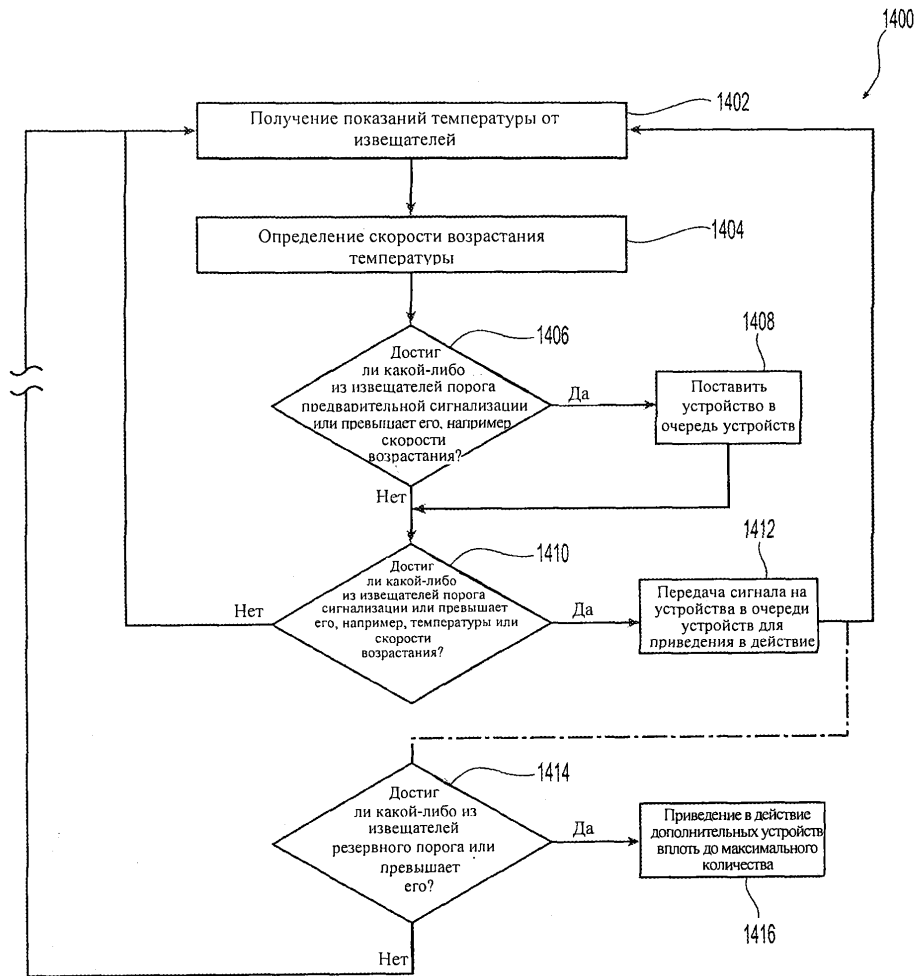 1400
1402
Получение показаний температуры от
извещателей
1404
Определение скорости возрастания
температуры
1406
Достиг
ли какой-либо
из извещателей порога
предварительной сигнализации
или превышает его, например
скорости
возрастания?
Да
1408
Поставить
устройство в
очередь устройств
Нет
1410
Достиг
ли какой-либо
из извещателей порога
сигнализации или превышает
его, например, температуры или
скорости
возрастания?
Нет
Да
1412
Передача сигнала на
устройства в очереди
устройств для
приведения в действие
1414
Достиг
ли какой-либо из
извещателей
резервного порога или
превышает
его?
Да
Приведение в действие
дополнительных устройств
вплоть до максимального
количества
1416
Нет